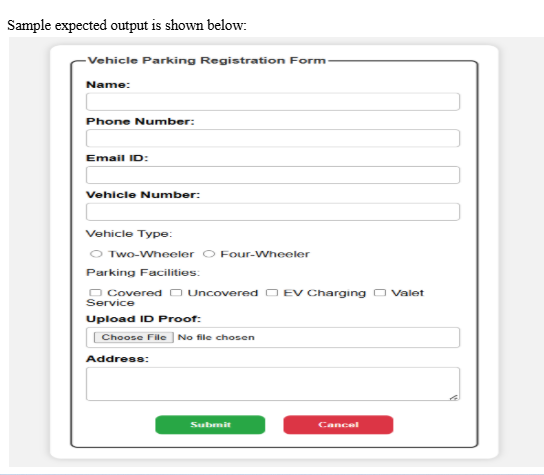 Sample expected output is shown below:
Vehicle Parking Registration Form
Name:
Phone Number:
Email ID:
Vehicle Number:
Vehicle Type:
Two-Wheeler Four-Wheeler
Parking Facilities:
Covered Uncovered EV Charging Valet
Service
Upload ID Proof:
Choose File No file chosen
Address:
Submit Cancel